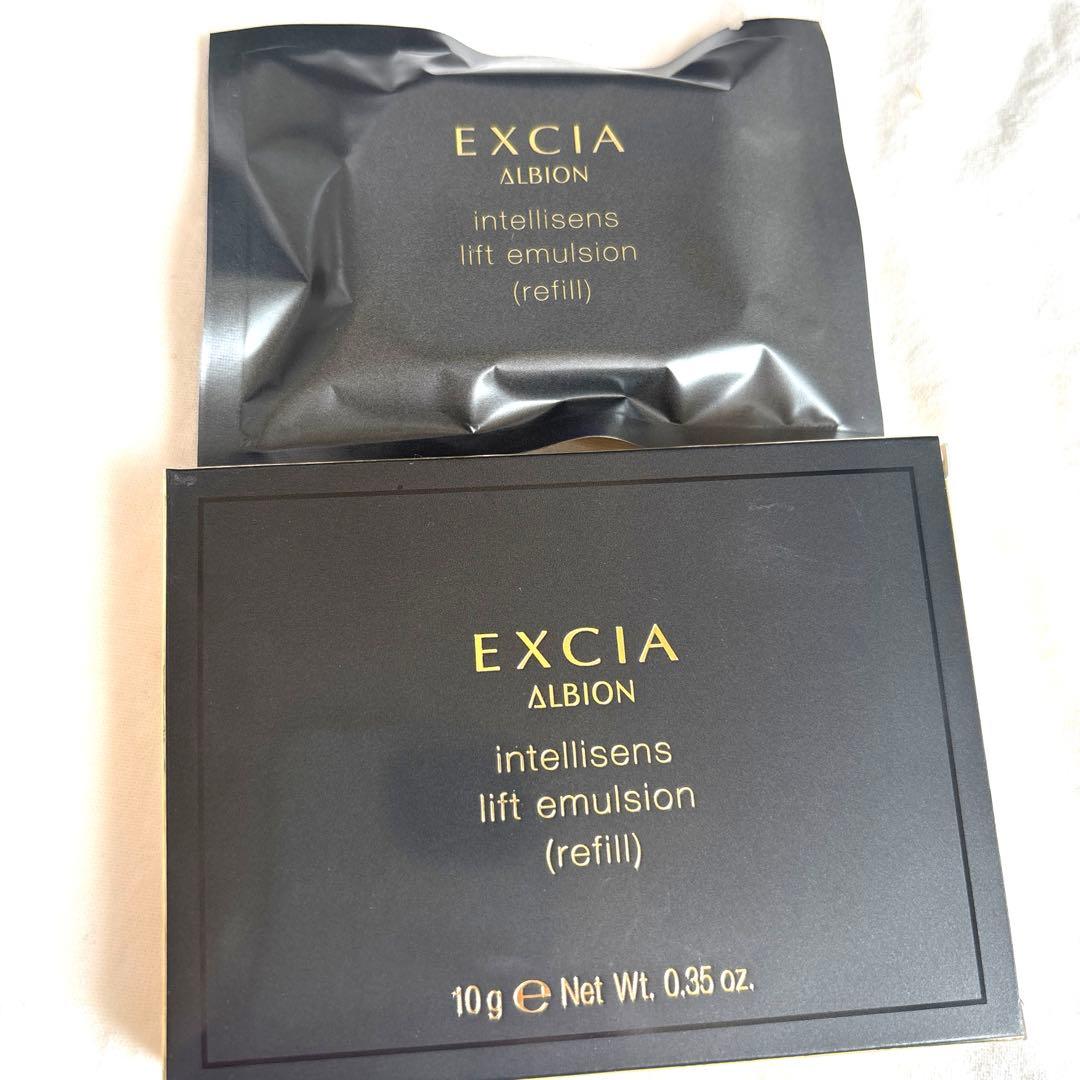 EXCIA
ALBION
intellisens
lift emulsion
(refill)
EXCIA
ALBION
intellisens
lift emulsion
(refill)
10g ℮ Net Wt. 0.35 oz.